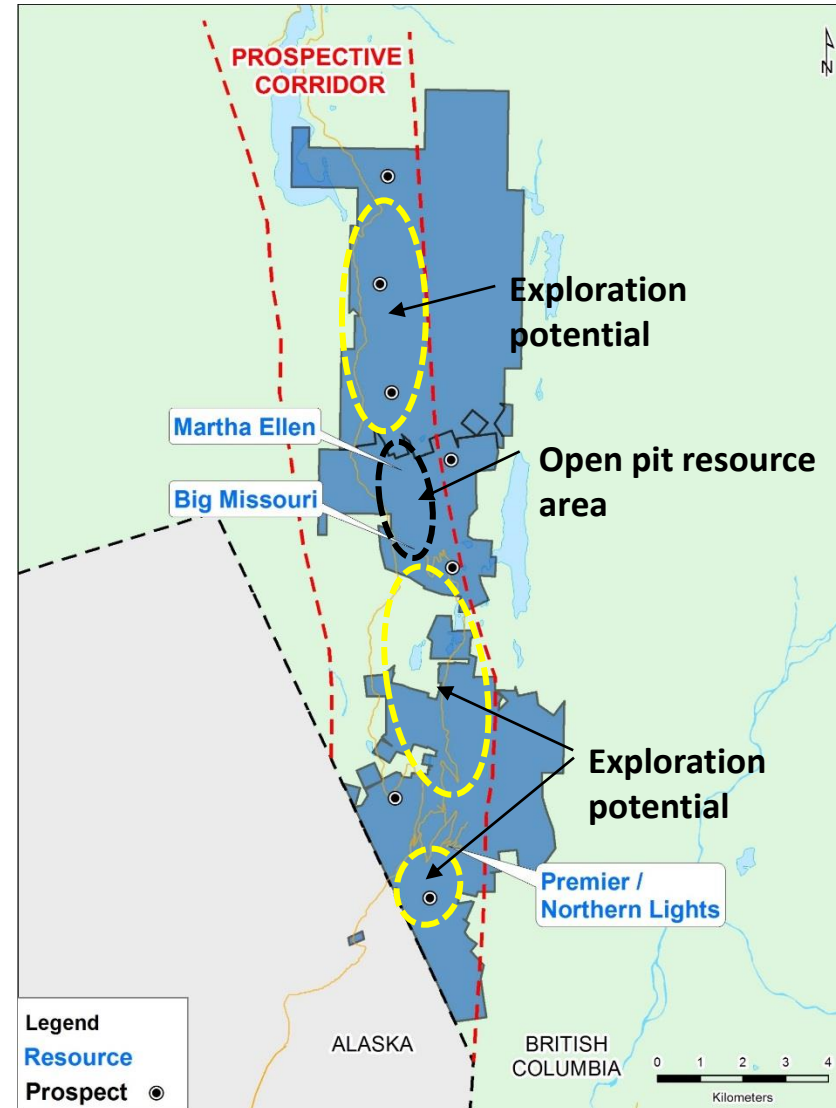 PROSPECTIVE
CORRIDOR
N
Exploration
potential
Martha Ellen
Open pit resource
area
Big Missouri
Exploration
potential
Premier /
Northern Lights
Legend
Resource
Prospect
ALASKA
BRITISH
COLUMBIA
0 1 2 3 4
Kilometers